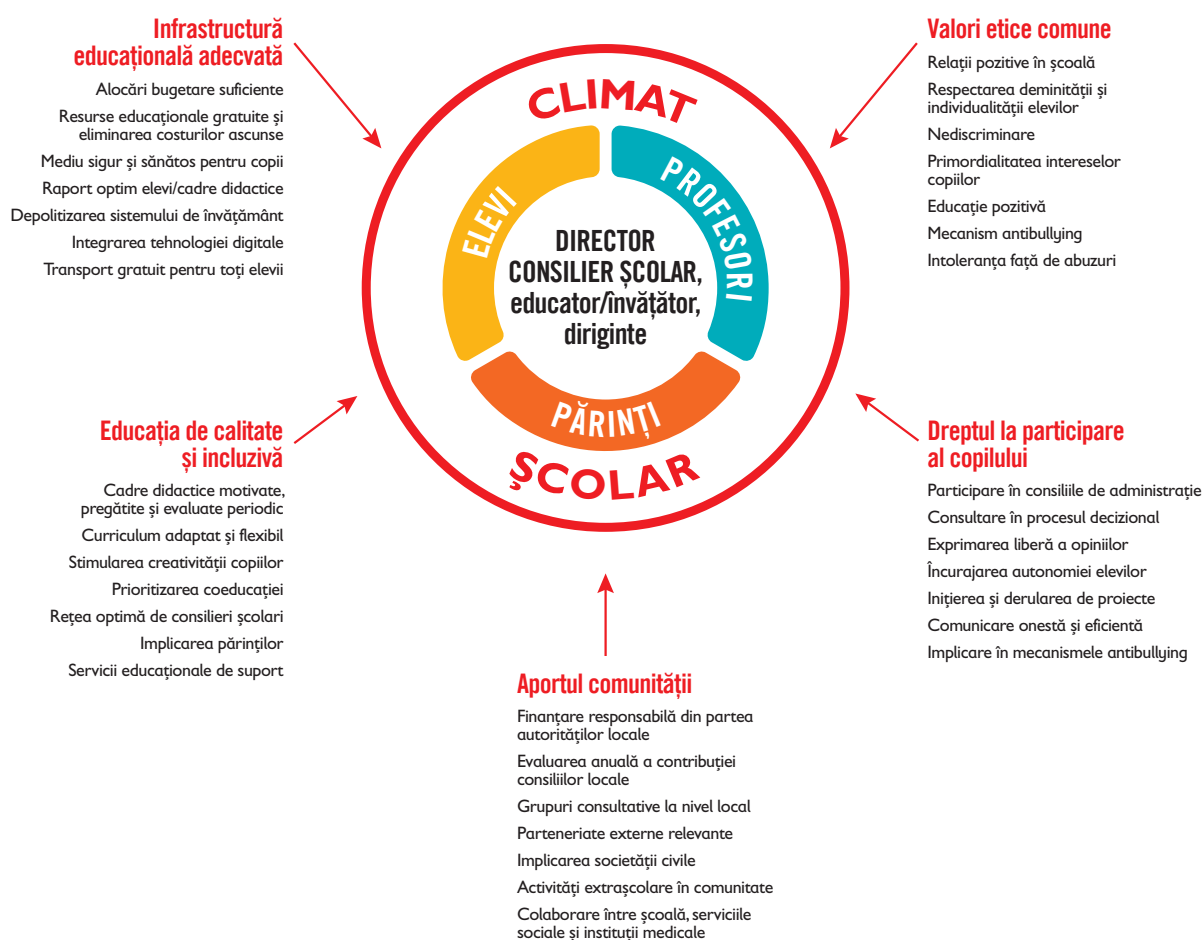 Infrastructură
educațională adecvată
Alocări bugetare suficiente
Resurse educaționale gratuite și
eliminarea costurilor ascunse
Mediu sigur și sănătos pentru copii
Raport optim elevi/cadre didactice
Depolitizarea sistemului de învățământ
Integrarea tehnologiei digitale
Transport gratuit pentru toți elevii
Valori etice comune
Relații pozitive în școală
Respectarea deminității și
individualității elevilor
Nediscriminare
Primordialitatea intereselor
copiilor
Educație pozitivă
Mecanism antibullying
Intoleranța față de abuzuri
CLIMAT
ELEVI
PROFESORI
DIRECTOR
CONSILIER ȘCOLAR,
educator/învățător,
diriginte
PĂRINȚI
ȘCOLAR
Educația de calitate
și incluzivă
Cadre didactice motivate,
pregătite și evaluate periodic
Curriculum adaptat și flexibil
Stimularea creativității copiilor
Prioritizarea coeducației
Rețea optimă de consilieri școlari
Implicarea părinților
Servicii educaționale de suport
Dreptul la participare
al copilului
Participare în consiliile de administrație
Consultare în procesul decizional
Exprimarea liberă a opiniilor
Încurajarea autonomiei elevilor
Inițierea și derularea de proiecte
Comunicare onestă și eficientă
Implicare în mecanismele antibullying
Aportul comunității
Finanțare responsabilă din partea
autorităților locale
Evaluarea anuală a contribuției
consiliilor locale
Grupuri consultative la nivel local
Parteneriate externe relevante
Implicarea societății civile
Activități extrașcolare în comunitate
Colaborare între școală, serviciile
sociale și instituții medicale